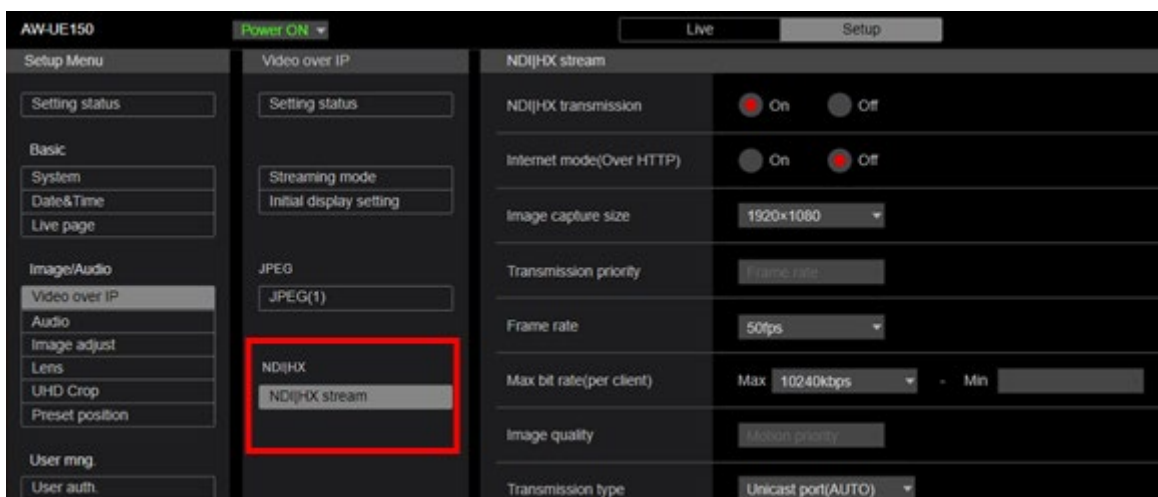 AW-UE150
Power ON
Live
Setup
Setup Menu
Setting status
Basic
System
Date&Time
Live page
Image/Audio
Video over IP
Audio
Image adjust
Lens
UHD Crop
Preset position
User mng.
User auth.
Video over IP
Setting status
Streaming mode
Initial display setting
JPEG
JPEG(1)
NDI|HX
NDI|HX stream
NDI|HX stream
NDI|HX transmission On Off
Internet mode(Over HTTP) On Off
Image capture size 1920×1080
Transmission priority Frame rate
Frame rate 50fps
Max bit rate(per client) Max 10240kbps - Min
Image quality Motion priority
Transmission type Unicast port(AUTO)